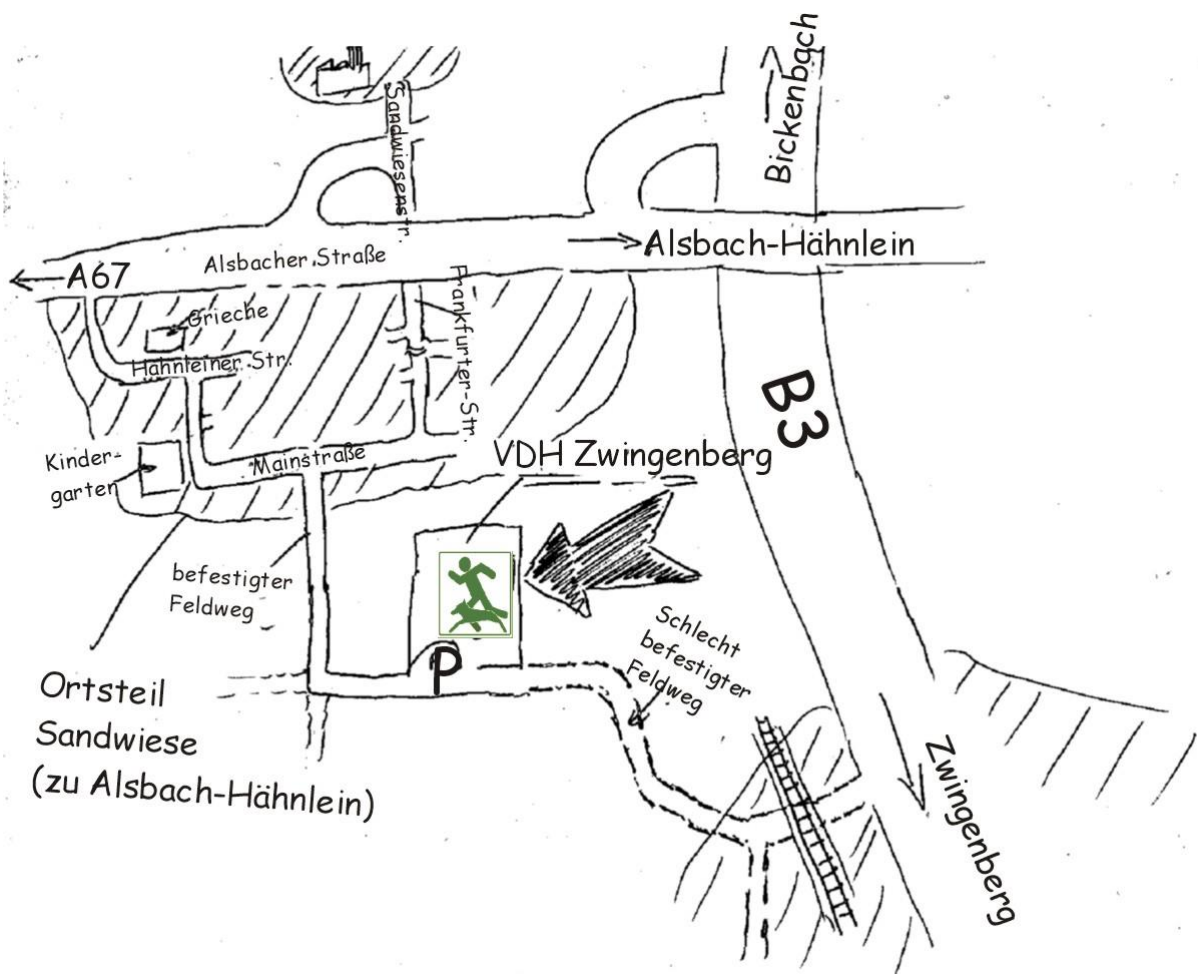 Bickenbach
Sandwiesenstr.
Alsbach-Hähnlein
Alsbacher Straße
A67
Grieche
Frankfurter-Str.
Hähnleiner Str.
B3
Kinder-
garten
Mainstraße
VDH Zwingenberg
befestigter
Feldweg
Schlecht
befestigter
Feldweg
P
Ortsteil
Sandwiese
(zu Alsbach-Hähnlein)
Zwingenberg